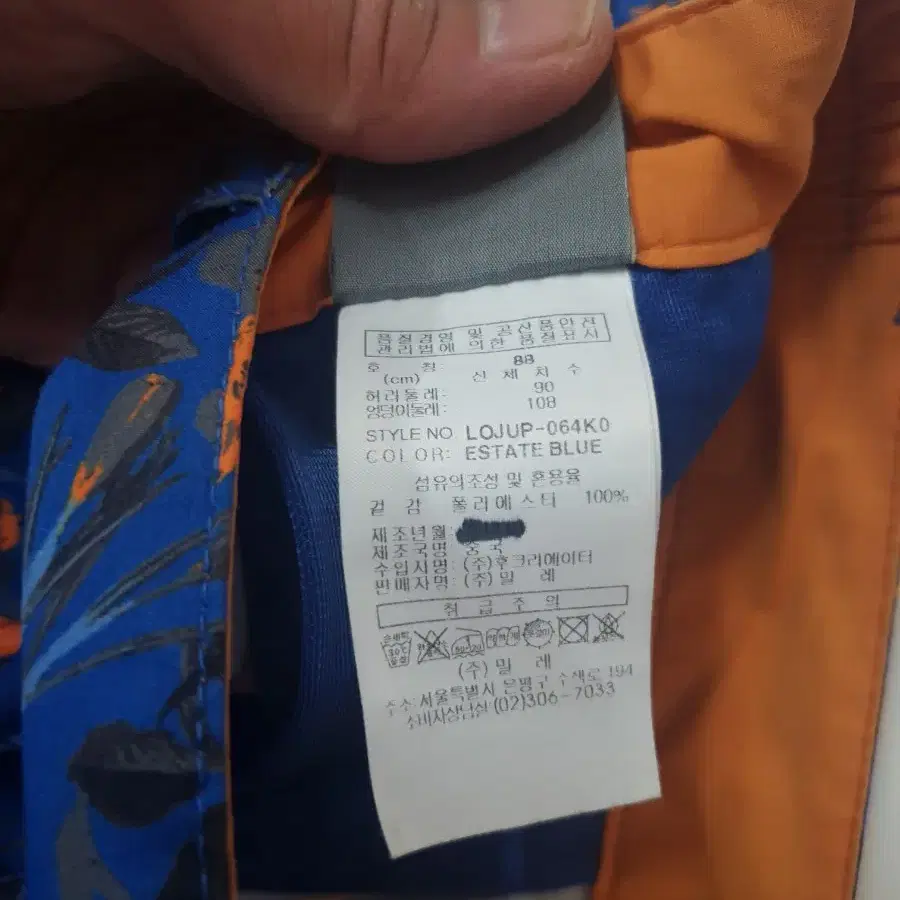 품질경영 및 공산품안전
관리법에 의한 품질표시
호 칭 88
(cm) 신 체 치 수
허리둘레: 90
엉덩이둘레: 108
STYLE NO LOJUP-064K0
COLOR: ESTATE BLUE
섬유의조성 및 혼용율
겉 감 폴리에스터 100%
제조년월:
제조국명: 중국
수입자명: (주)후크리에이터
판매자명: (주)밀 레
취 급 주 의
(주)밀 레
주소: 서울특별시 은평구 수색로 194
소비자상담실 (02)306-7033